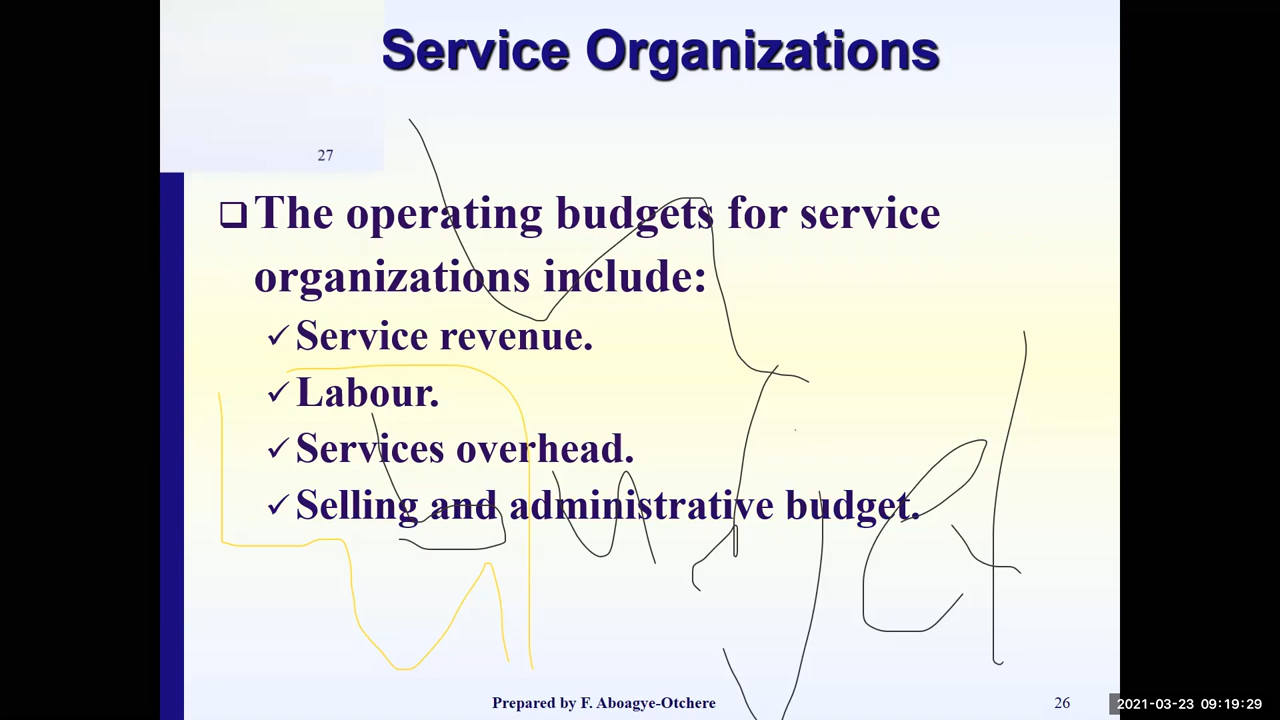 Service Organizations
27
The operating budgets for service
organizations include:
Service revenue.
Labour.
Services overhead.
Selling and administrative budget.
Prepared by F. Aboagye-Otchere
26
2021-03-23 09:19:29